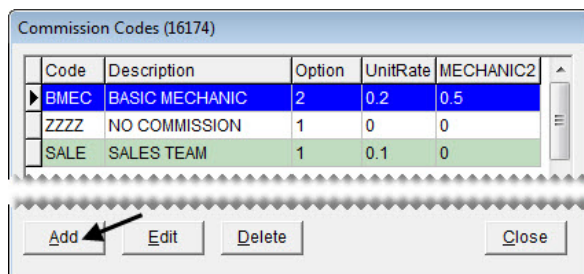 Commission Codes (16174)
Code Description Option UnitRate MECHANIC2
BMEC BASIC MECHANIC 2 0.2 0.5
ZZZZ NO COMMISSION 1 0 0
SALE SALES TEAM 1 0.1 0
Add Edit Delete Close